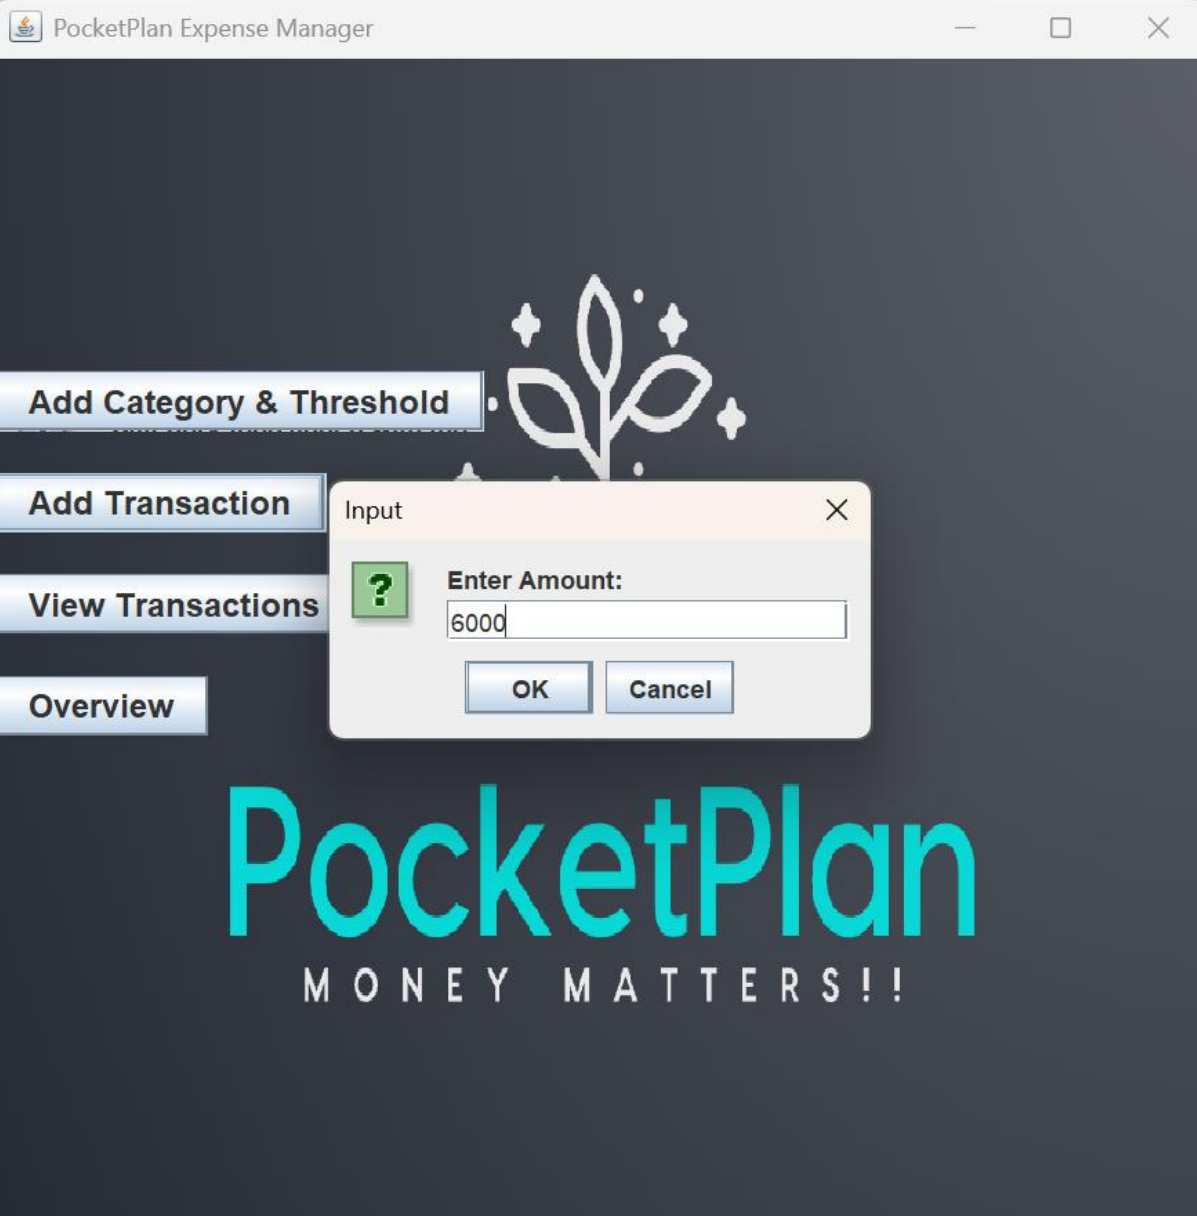 PocketPlan Expense Manager
Add Category & Threshold
Add Transaction
Input
Enter Amount:
6000
View Transactions
OK
Cancel
Overview
PocketPlan
MONEY MATTERS!!